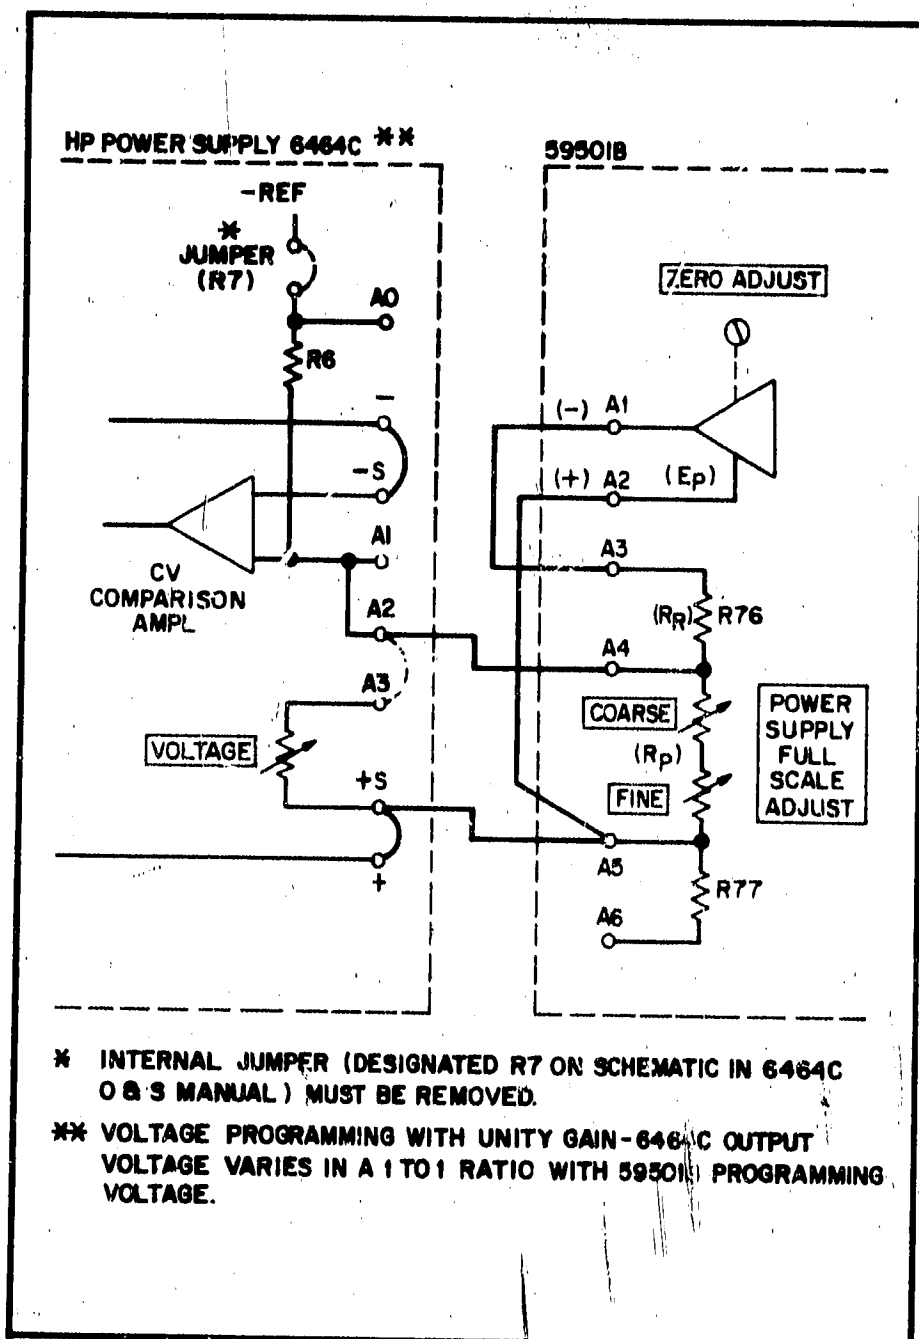 HP POWER SUPPLY 6464C **
59501B
-REF
*
JUMPER
(R7)
A0
R6
-
-S
A1
CV
COMPARISON
AMPL
A2
A3
VOLTAGE
+S
+
ZERO ADJUST
(-) A1
(+) A2 (Ep)
A3
(RR) R76
A4
COARSE
(Rp)
FINE
POWER
SUPPLY
FULL
SCALE
ADJUST
A5
R77
A6
* INTERNAL JUMPER (DESIGNATED R7 ON SCHEMATIC IN 6464C
O & S MANUAL) MUST BE REMOVED.
** VOLTAGE PROGRAMMING WITH UNITY GAIN-6464C OUTPUT
VOLTAGE VARIES IN A 1 TO 1 RATIO WITH 59501B PROGRAMMING
VOLTAGE.